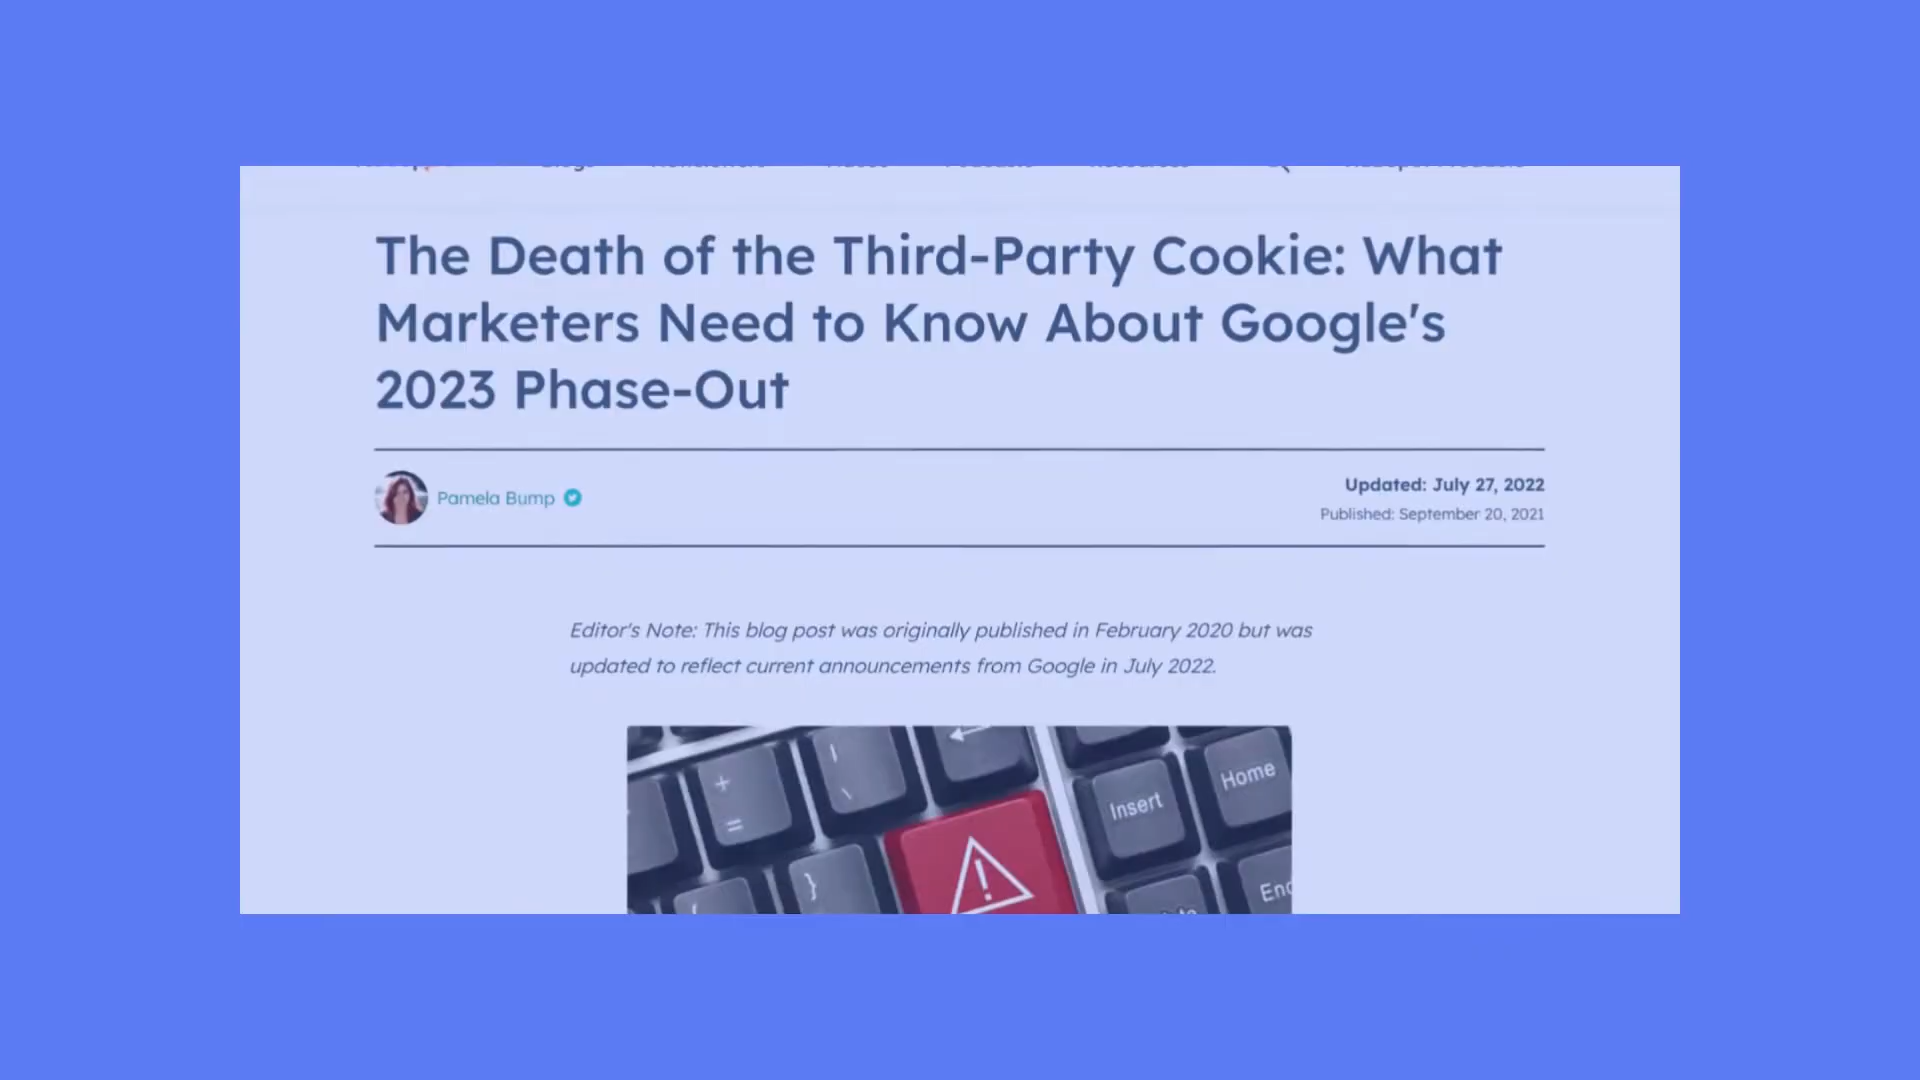 The Death of the Third-Party Cookie: What
Marketers Need to Know About Google's
2023 Phase-Out
Pamela Bump
Updated: July 27, 2022
Published: September 20, 2021
Editor's Note: This blog post was originally published in February 2020 but was
updated to reflect current announcements from Google in July 2022.
+
=
Insert
Home
}